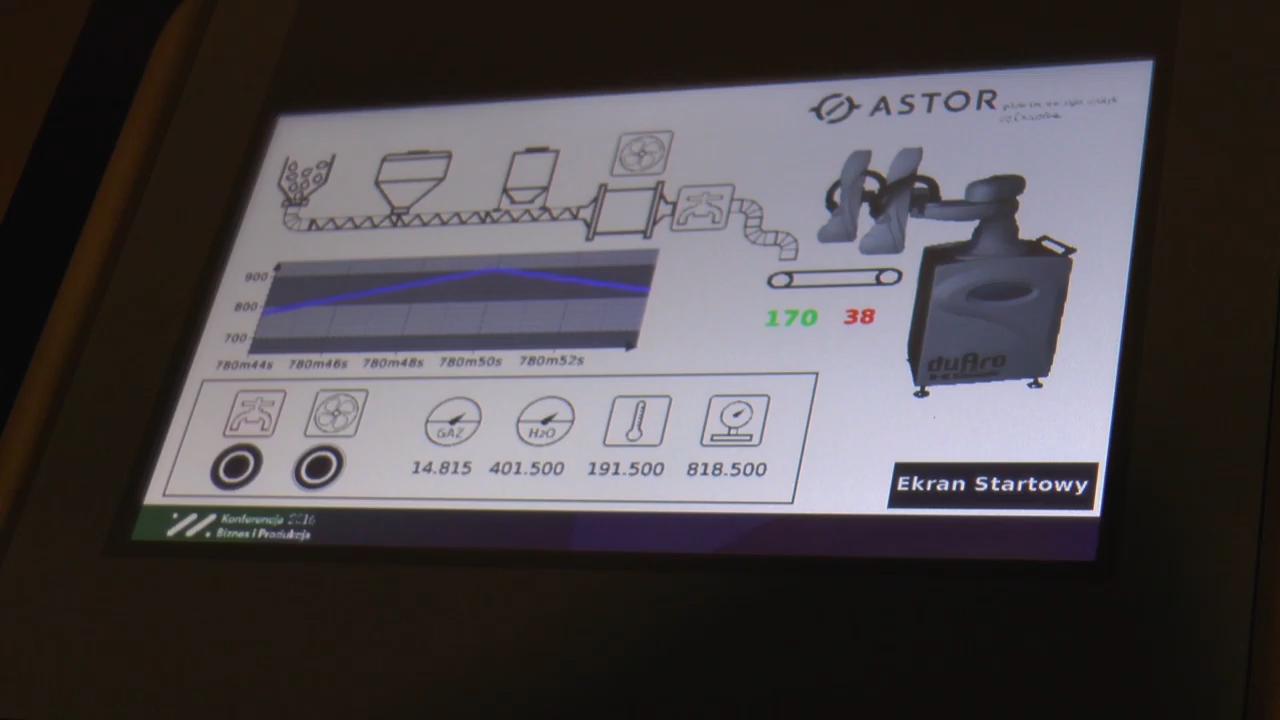 ASTOR
900
800
700
780m44s 780m46s 780m48s 780m50s 780m52s
170 38
duAro
GAZ H2O
14.815 401.500 191.500 818.500
Ekran Startowy
Konferencja 2016
Biznes i Produkcja